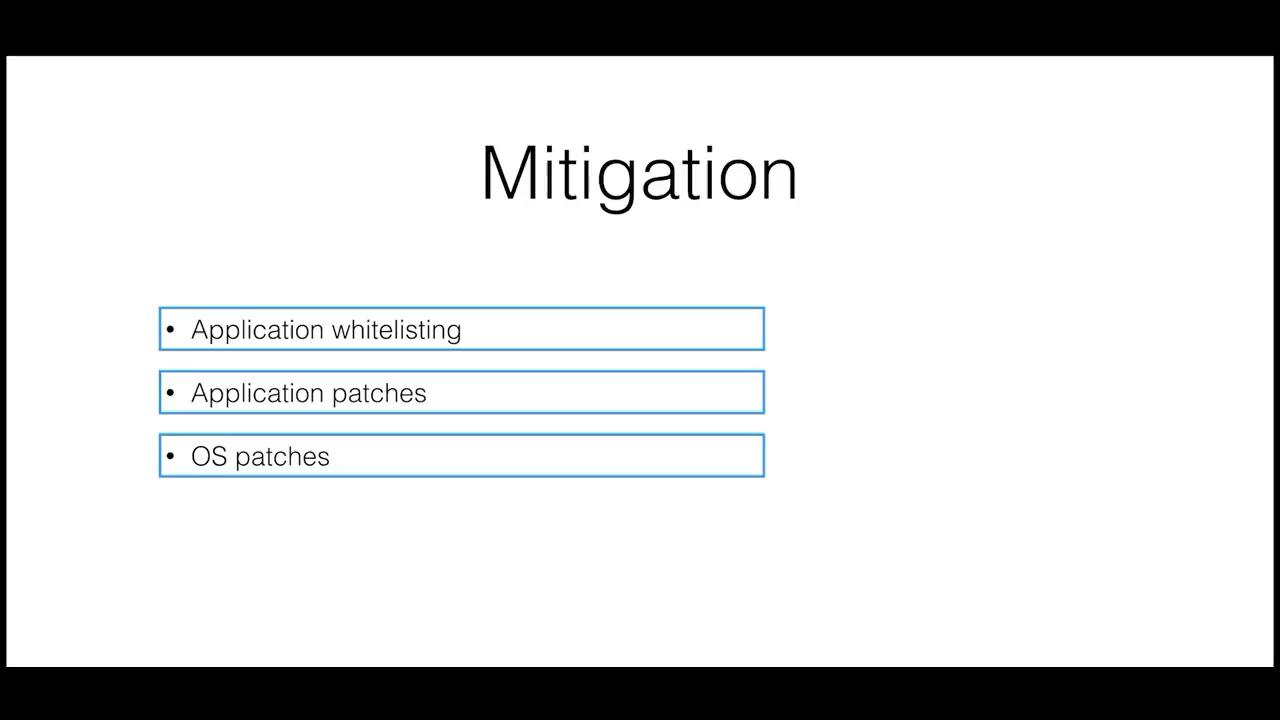 Mitigation
• Application whitelisting
• Application patches
• OS patches